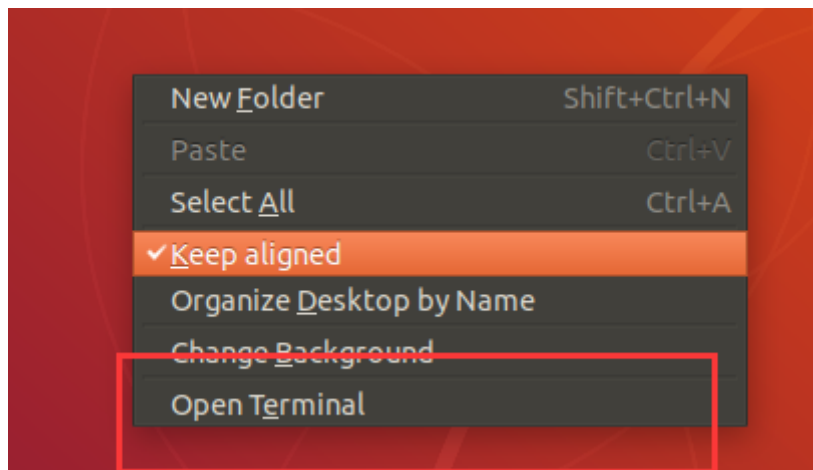 New Folder Shift+Ctrl+N
Paste Ctrl+V
Select All Ctrl+A
Keep aligned
Organize Desktop by Name
Change Background
Open Terminal